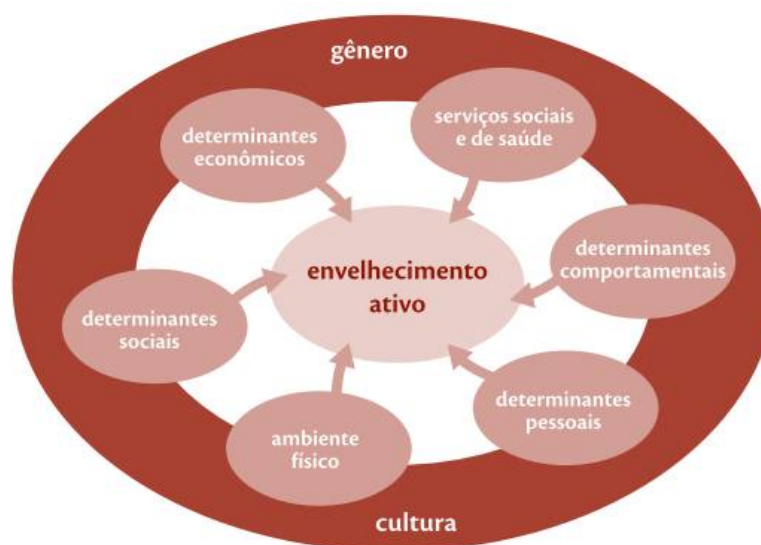 gênero
determinantes
econômicos
serviços sociais
e de saúde
determinantes
comportamentais
envelhecimento
ativo
determinantes
sociais
determinantes
pessoais
ambiente
físico
cultura